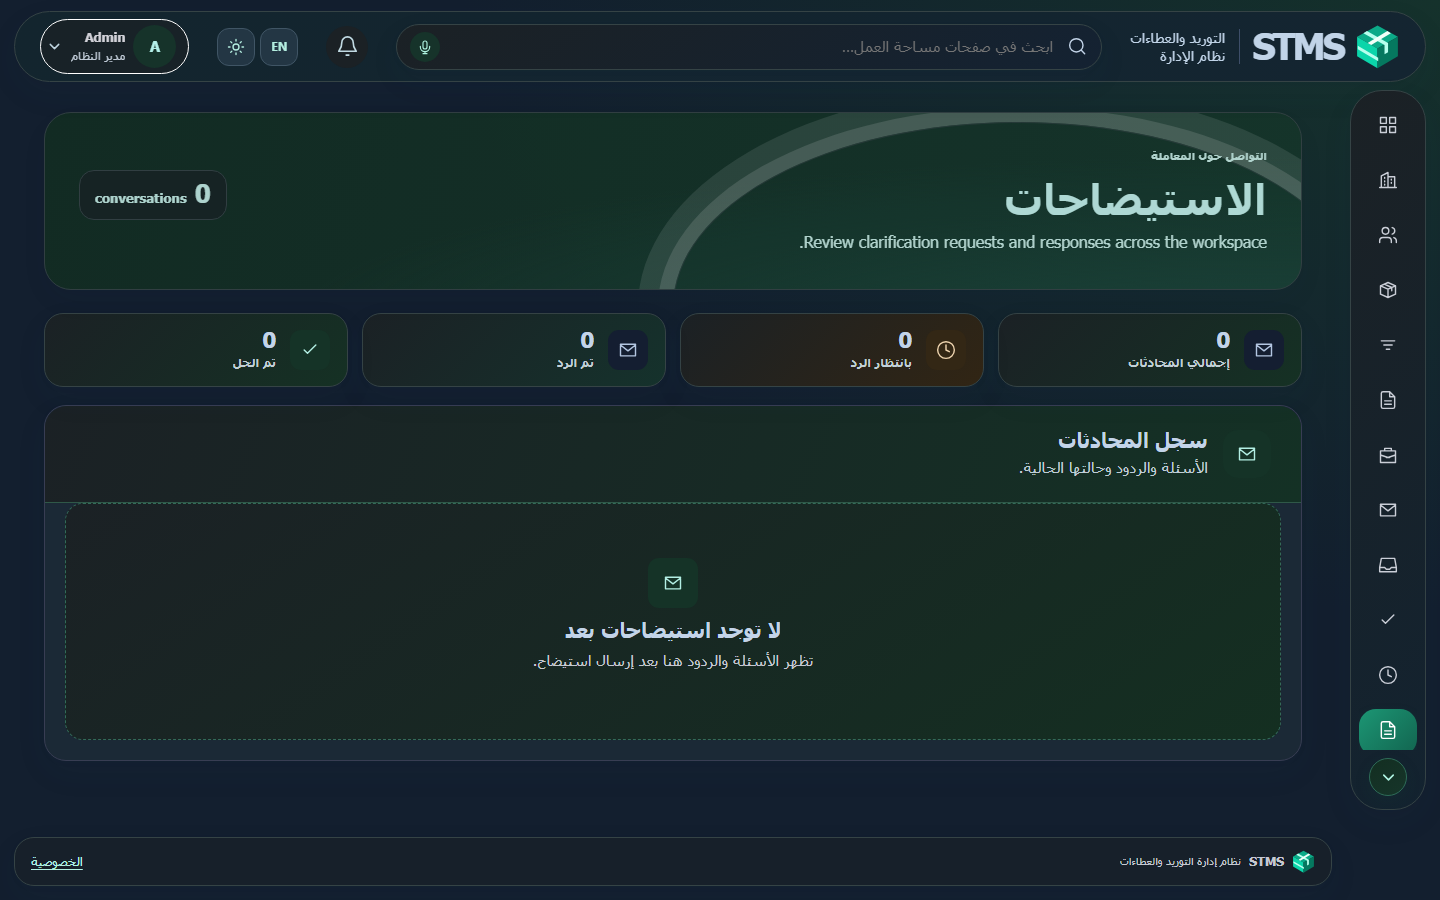 STMS
التوريد والعطاءات
نظام الإدارة
ابحث في صفحات مساحة العمل...
EN
A
Admin
مدير النظام
التواصل حول المعاملة
الاستيضاحات
Review clarification requests and responses across the workspace.
0 conversations
0
إجمالي المحادثات
0
بانتظار الرد
0
تم الرد
0
تم الحل
سجل المحادثات
الأسئلة والردود وحالتها الحالية.
لا توجد استيضاحات بعد
تظهر الأسئلة والردود هنا بعد إرسال استيضاح.
STMS نظام إدارة التوريد والعطاءات
الخصوصية